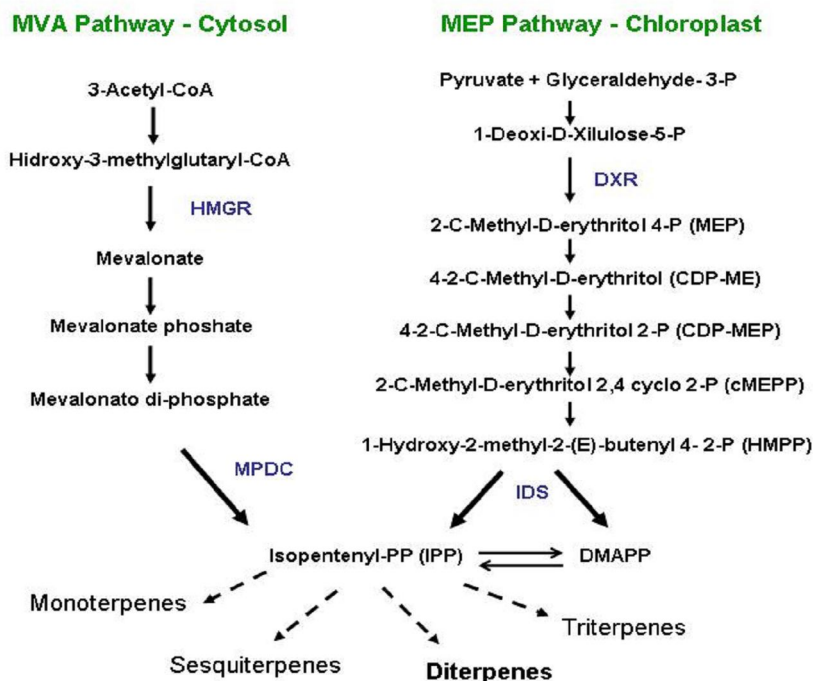 MVA Pathway - Cytosol
3-Acetyl-CoA
Hidroxy-3-methylglutaryl-CoA
HMGR
Mevalonate
Mevalonate phoshate
Mevalonato di-phosphate
MPDC
MEP Pathway - Chloroplast
Pyruvate + Glyceraldehyde- 3-P
1-Deoxi-D-Xilulose-5-P
DXR
2-C-Methyl-D-erythritol 4-P (MEP)
4-2-C-Methyl-D-erythritol (CDP-ME)
4-2-C-Methyl-D-erythritol 2-P (CDP-MEP)
2-C-Methyl-D-erythritol 2,4 cyclo 2-P (cMEPP)
1-Hydroxy-2-methyl-2-(E)-butenyl 4- 2-P (HMPP)
IDS
Isopentenyl-PP (IPP)
DMAPP
Monoterpenes
Sesquiterpenes
Diterpenes
Triterpenes